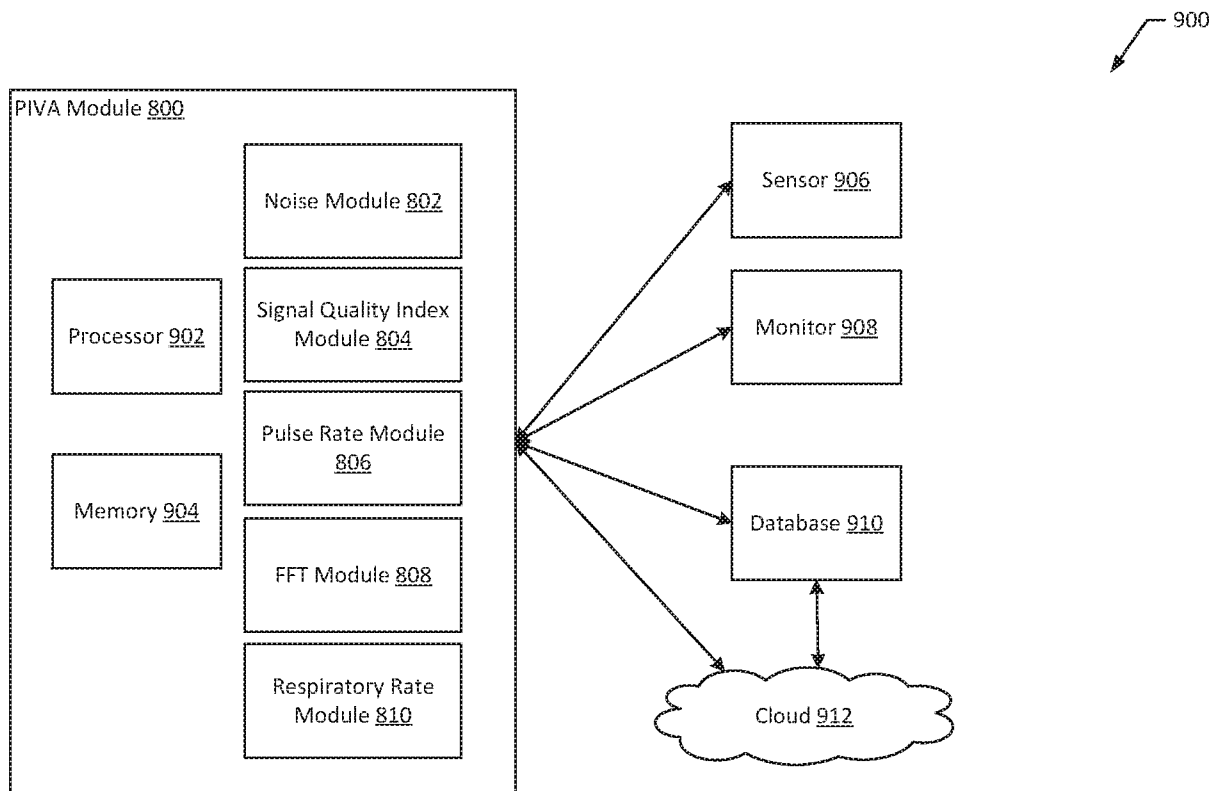 900
PIVA Module 800
Noise Module 802
Signal Quality Index
Module 804
Processor 902
Pulse Rate Module
806
Memory 904
FFT Module 808
Respiratory Rate
Module 810
Sensor 906
Monitor 908
Database 910
Cloud 912